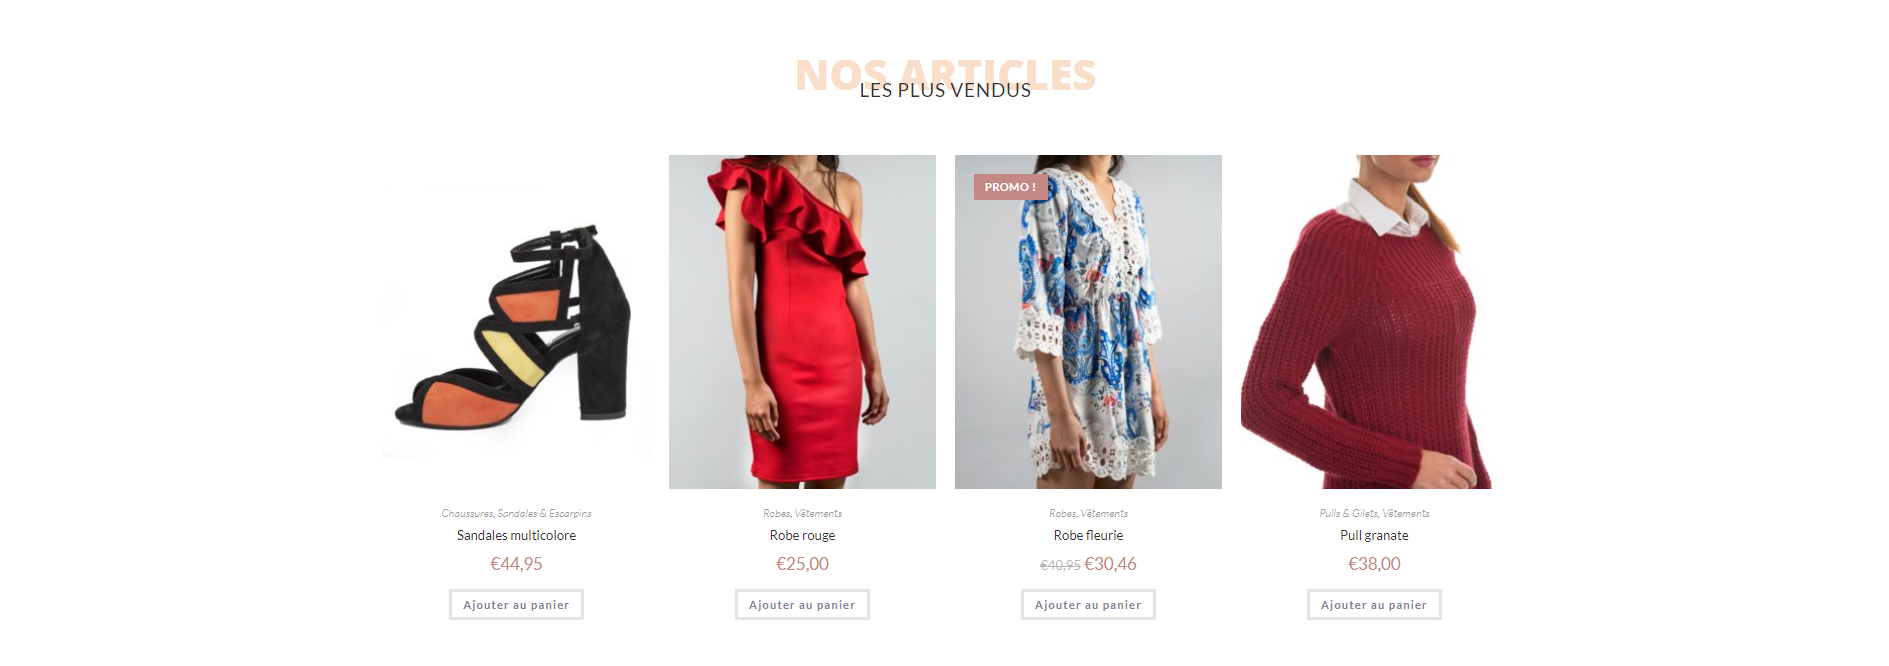 NOS ARTICLES
LES PLUS VENDUS
PROMO !
Chaussures, Sandales & Escarpins
Sandales multicolore
€44,95
Ajouter au panier
Robes, Vêtements
Robe rouge
€25,00
Ajouter au panier
Robes, Vêtements
Robe fleurie
€40,95 €30,46
Ajouter au panier
Pulls & Gilets, Vêtements
Pull granate
€38,00
Ajouter au panier